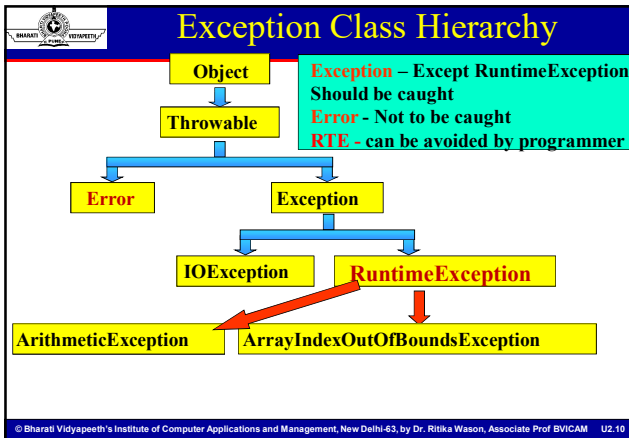 BHARATI VIDYAPEETH
PUNE
Exception Class Hierarchy
Object
Exception – Except RuntimeException
Should be caught
Error - Not to be caught
RTE - can be avoided by programmer
Throwable
Error
Exception
IOException
RuntimeException
ArithmeticException
ArrayIndexOutOfBoundsException
© Bharati Vidyapeeth's Institute of Computer Applications and Management, New Delhi-63, by Dr. Ritika Wason, Associate Prof BVICAM U2.10